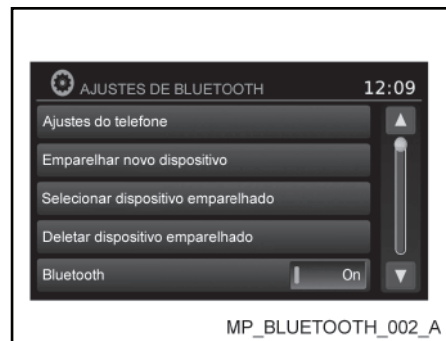 AJUSTES DE BLUETOOTH 12:09
Ajustes do telefone
Emparelhar novo dispositivo
Selecionar dispositivo emparelhado
Deletar dispositivo emparelhado
Bluetooth On
MP_BLUETOOTH_002_A